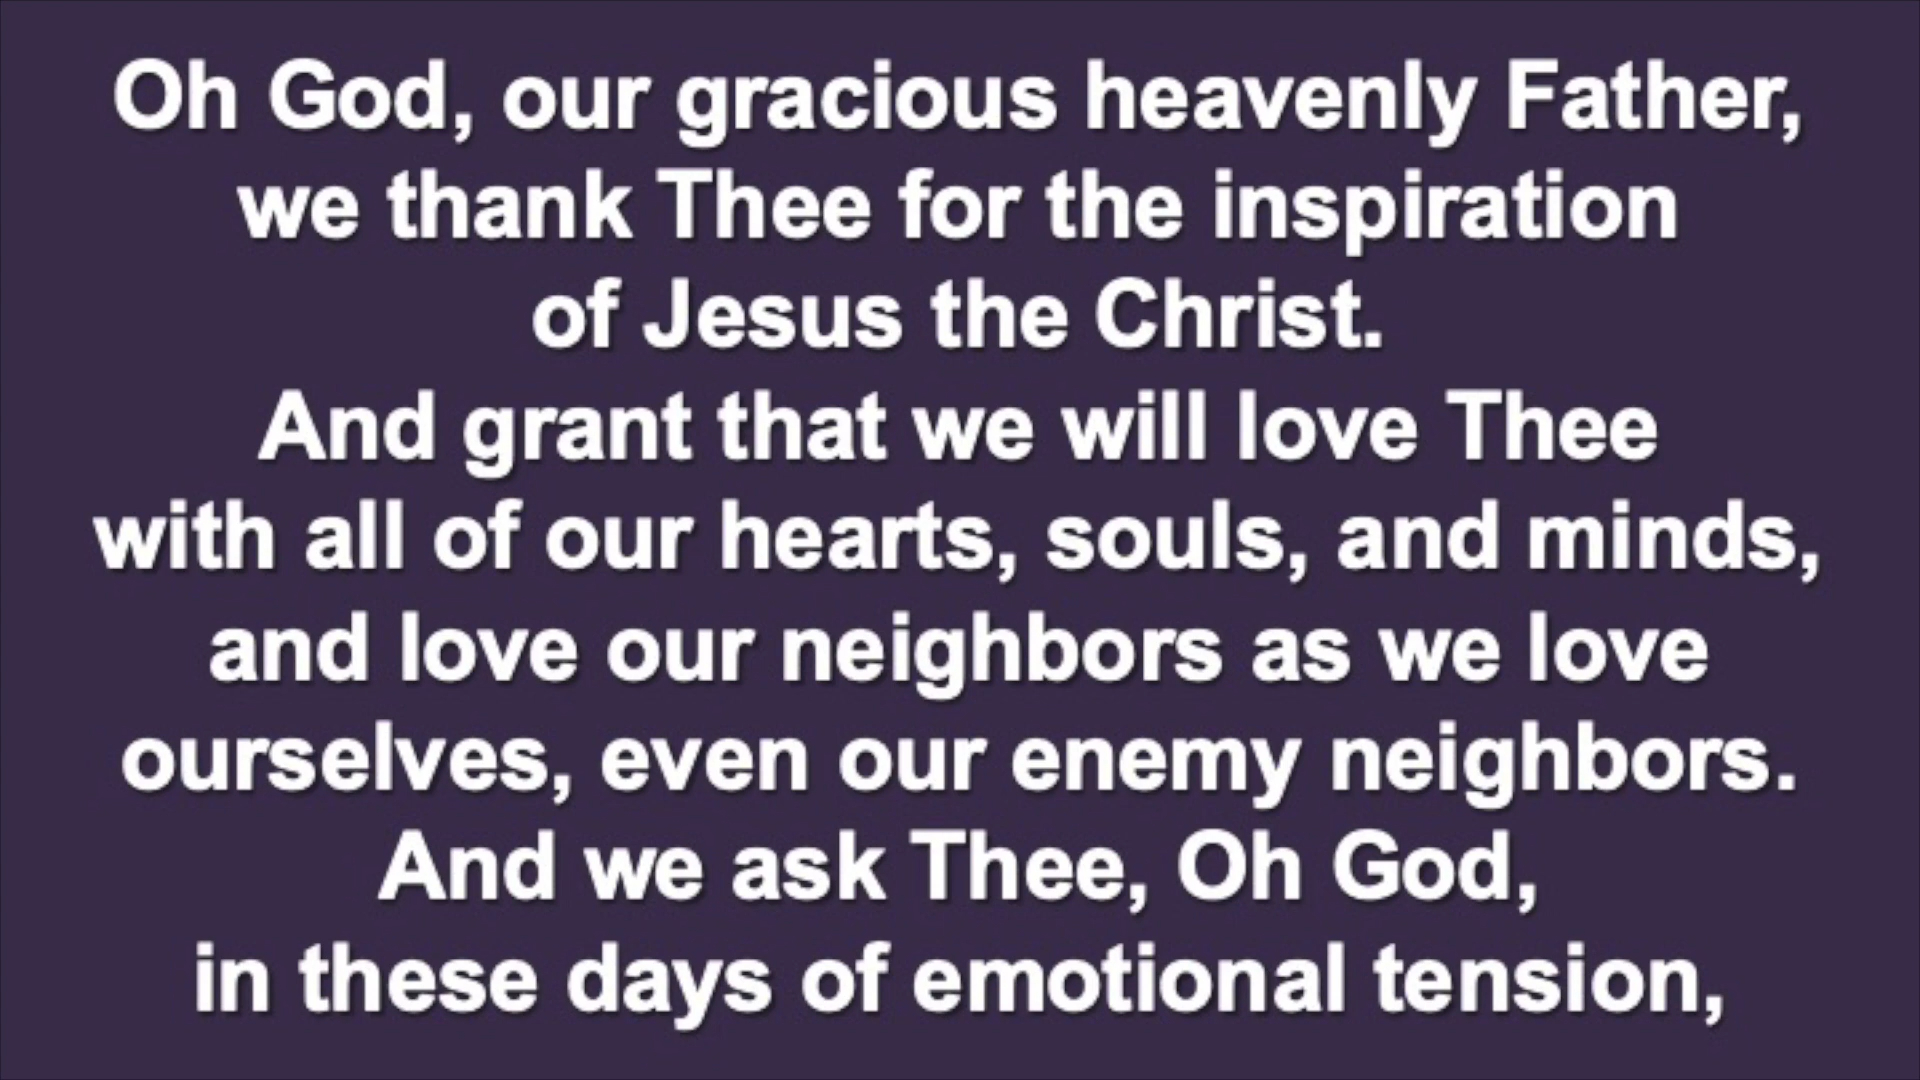 Oh God, our gracious heavenly Father,
we thank Thee for the inspiration
of Jesus the Christ.
And grant that we will love Thee
with all of our hearts, souls, and minds,
and love our neighbors as we love
ourselves, even our enemy neighbors.
And we ask Thee, Oh God,
in these days of emotional tension,